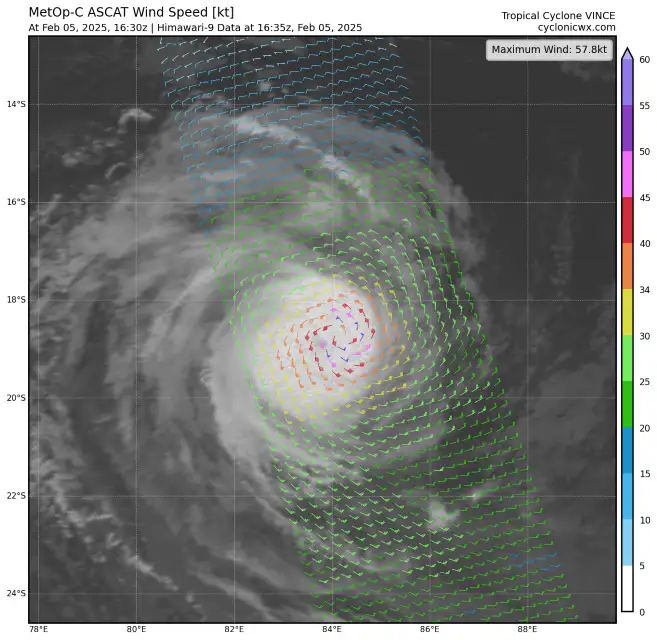 MetOp-C ASCAT Wind Speed [kt]
At Feb 05, 2025, 16:30z | Himawari-9 Data at 16:35z, Feb 05, 2025
Tropical Cyclone VINCE
cyclonicwx.com
Maximum Wind: 57.8kt
60
55
50
45
40
34
30
25
20
15
10
5
0
14°S
16°S
18°S
20°S
22°S
24°S
78°E
80°E
82°E
84°E
86°E
88°E